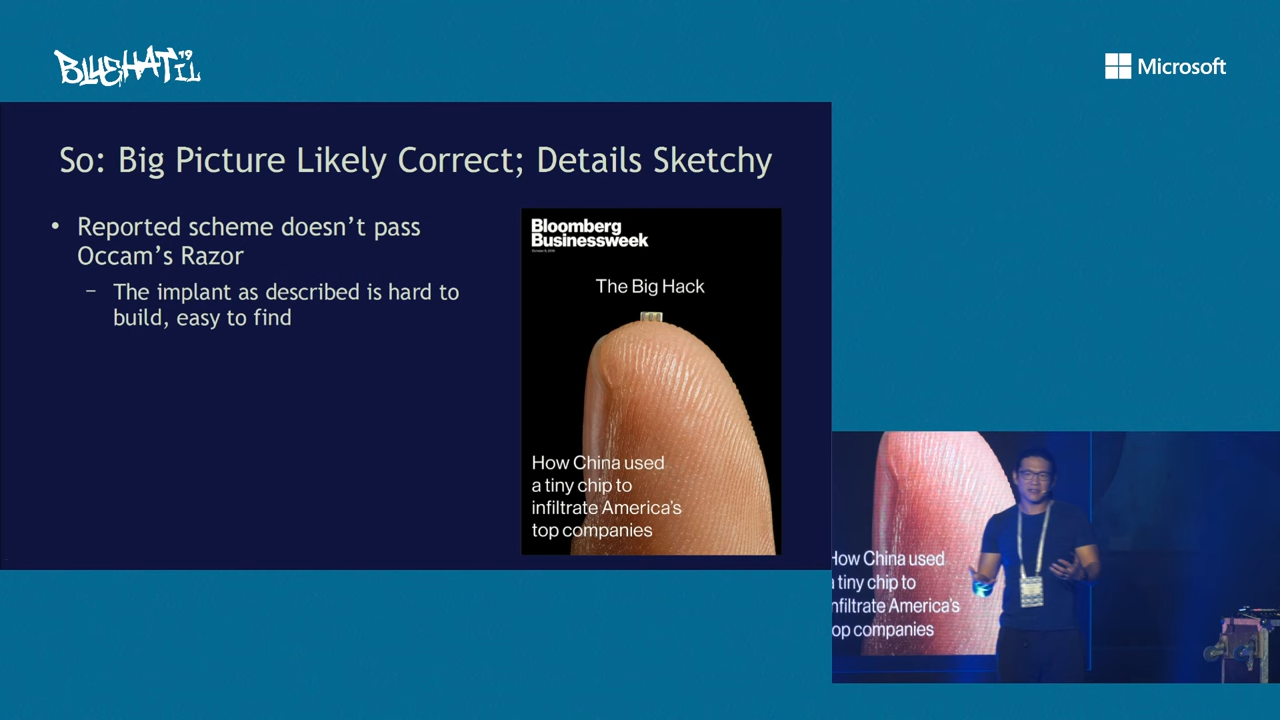 BLUEHAT IL '19
Microsoft
So: Big Picture Likely Correct; Details Sketchy
• Reported scheme doesn't pass
Occam's Razor
– The implant as described is hard to
build, easy to find
Bloomberg
Businessweek
The Big Hack
How China used
a tiny chip to
infiltrate America's
top companies
How China used
a tiny chip to
nfiltrate America's
op companies